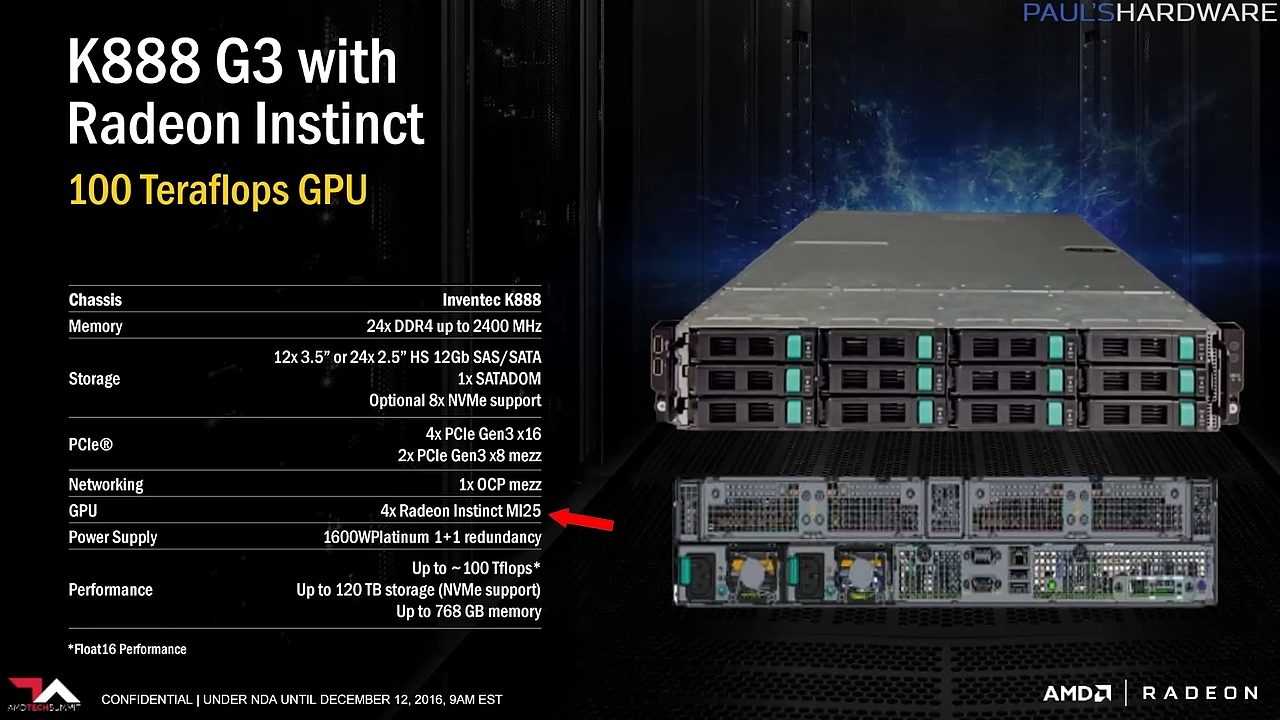 PAUL'SHARDWARE
K888 G3 with
Radeon Instinct
100 Teraflops GPU
Chassis Inventec K888
Memory 24x DDR4 up to 2400 MHz
Storage 12x 3.5” or 24x 2.5” HS 12Gb SAS/SATA
1x SATADOM
Optional 8x NVMe support
PCIe® 4x PCIe Gen3 x16
2x PCIe Gen3 x8 mezz
Networking 1x OCP mezz
GPU 4x Radeon Instinct MI25
Power Supply 1600WPlatinum 1+1 redundancy
Performance Up to ~100 Tflops*
Up to 120 TB storage (NVMe support)
Up to 768 GB memory
*Float16 Performance
AMDTECHSUMMIT
CONFIDENTIAL | UNDER NDA UNTIL DECEMBER 12, 2016, 9AM EST
AMD | RADEON